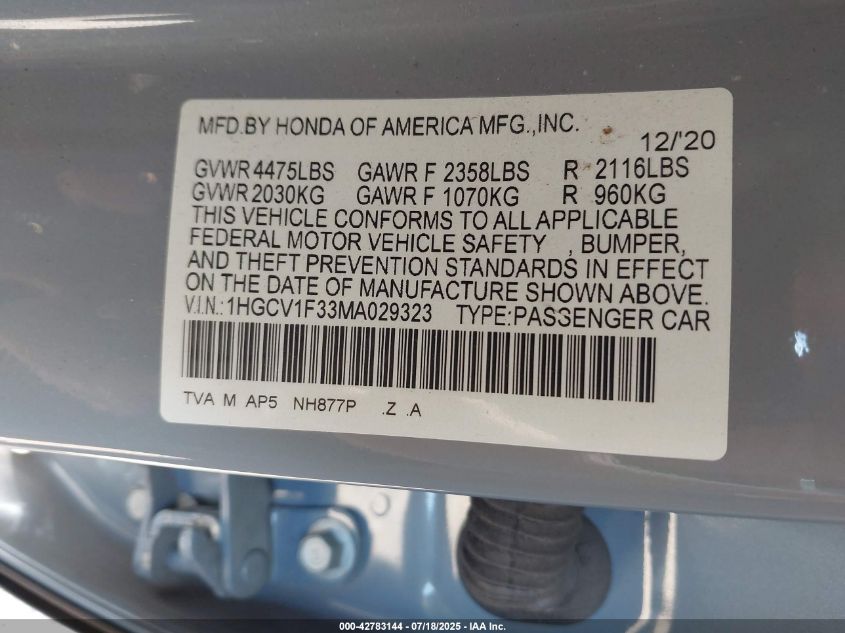 MFD.BY HONDA OF AMERICA MFG.,INC.
12/'20
GVWR 4475LBS GAWR F 2358LBS R 2116LBS
GVWR 2030KG GAWR F 1070KG R 960KG
THIS VEHICLE CONFORMS TO ALL APPLICABLE
FEDERAL MOTOR VEHICLE SAFETY , BUMPER,
AND THEFT PREVENTION STANDARDS IN EFFECT
ON THE DATE OF MANUFACTURE SHOWN ABOVE.
V.I.N.:1HGCV1F33MA029323 TYPE:PASSENGER CAR
TVA M AP5 NH877P .Z .A
000-42783144 | 07/18/2025 - IAA Inc.